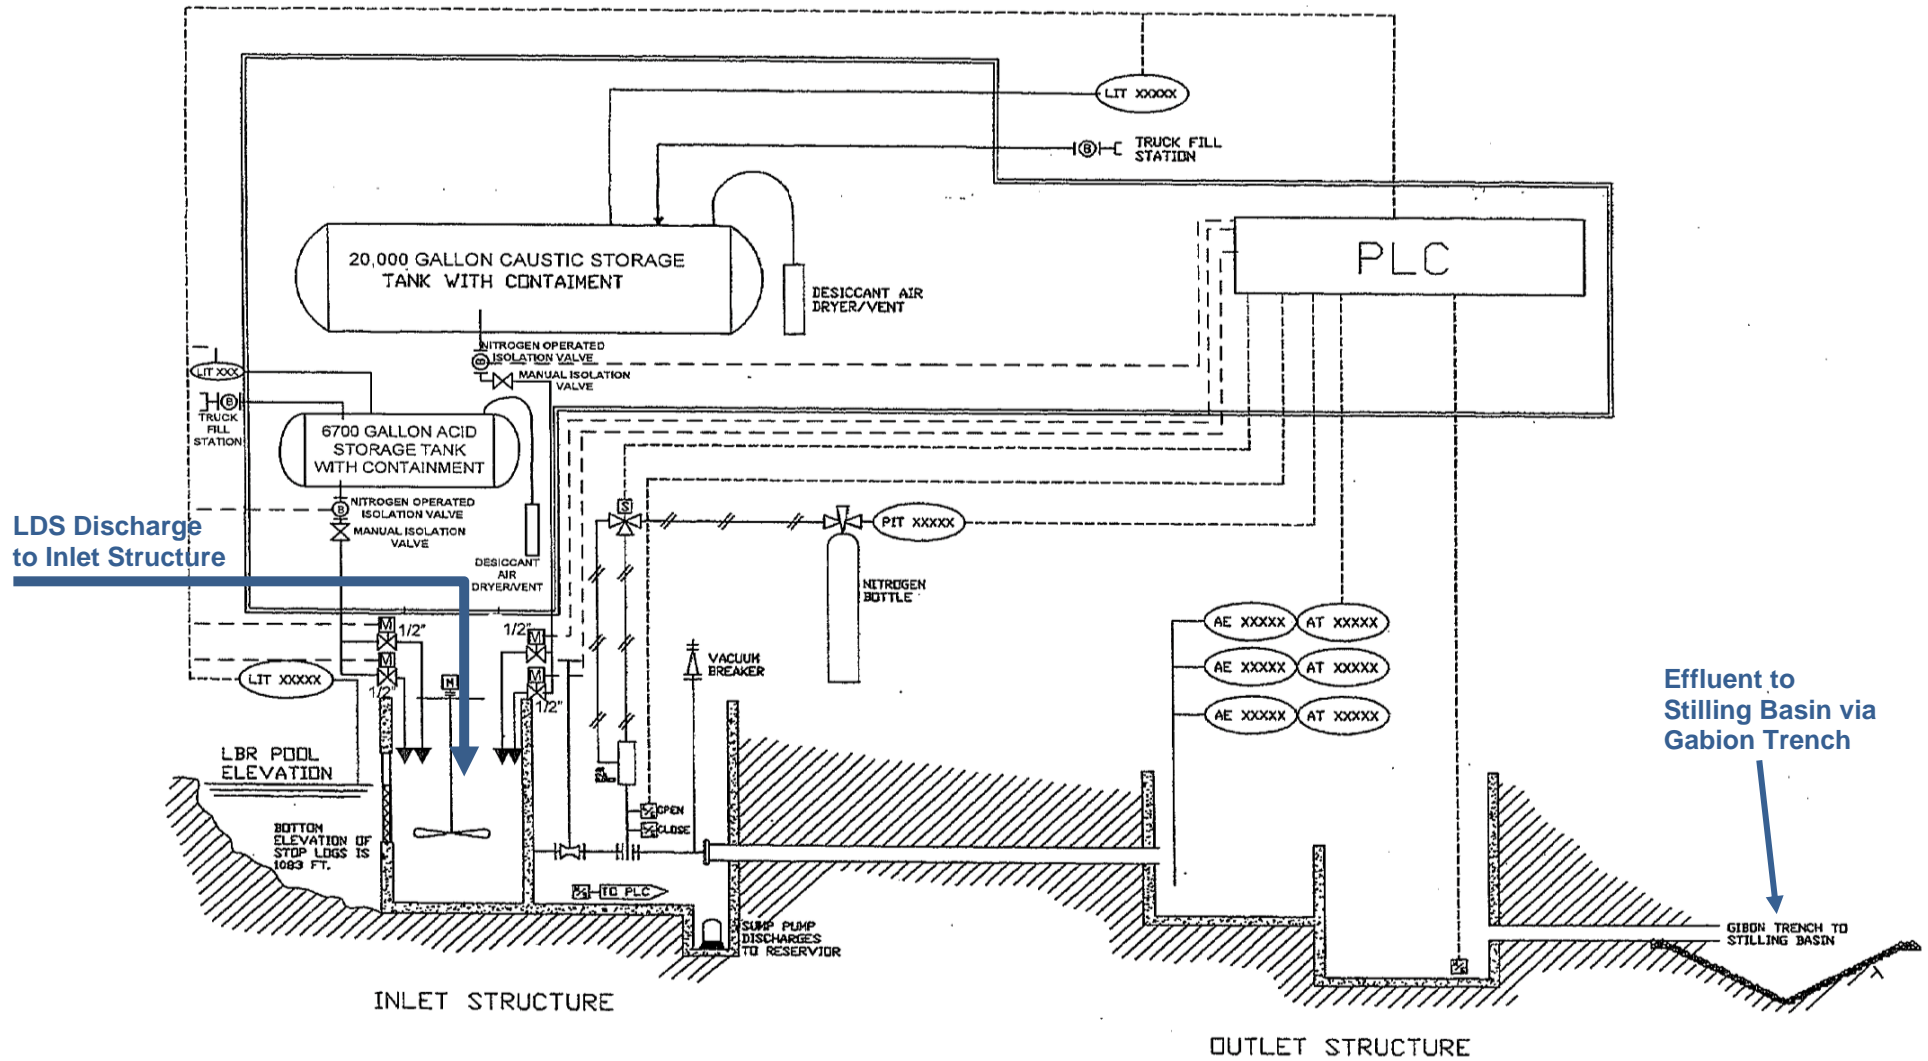 LIT XXXXX
TRUCK FILL
STATION
PLC
20,000 GALLON CAUSTIC STORAGE
TANK WITH CONTAIMENT
DESICCANT AIR
DRYER/VENT
NITROGEN OPERATED
ISOLATION VALVE
B
B
MANUAL ISOLATION
VALVE
LIT XXX
B
TRUCK
FILL
STATION
6700 GALLON ACID
STORAGE TANK
WITH CONTAINMENT
NITROGEN OPERATED
ISOLATION VALVE
B
MANUAL ISOLATION
VALVE
DESICCANT
AIR
DRYER/VENT
LDS Discharge
to Inlet Structure
S
PIT XXXXX
NITROGEN
BOTTLE
M
1/2"
M
1/2"
1/2"
M
M
1/2"
M
LIT XXXXX
VACUUM
BREAKER
AE XXXXX
AT XXXXX
AE XXXXX
AT XXXXX
AE XXXXX
AT XXXXX
Effluent to
Stilling Basin via
Gabion Trench
LBR POOL
ELEVATION
BOTTOM
ELEVATION OF
STOP LOGS IS
1083 FT.
OPEN
CLOSE
TO PLC
SUMP PUMP
DISCHARGES
TO RESERVIOR
GIBON TRENCH TO
STILLING BASIN
INLET STRUCTURE
OUTLET STRUCTURE